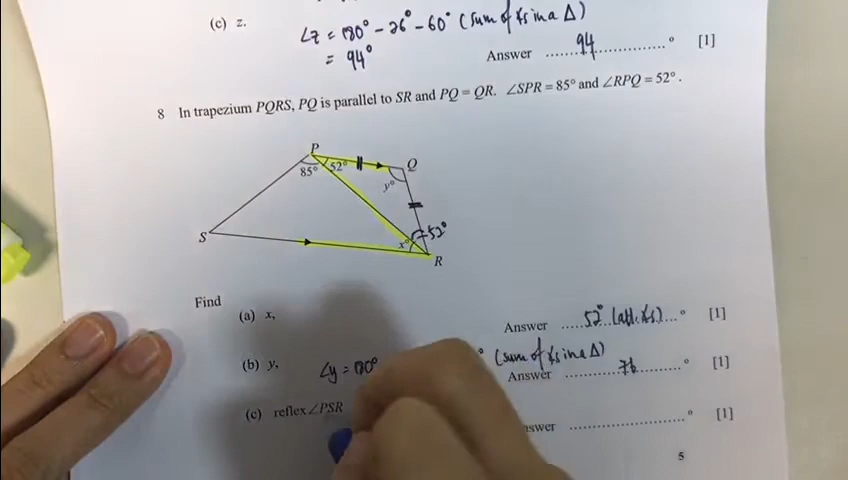 (c) z.
∠z = 180° - 26° - 60° (sum of ∠s in a Δ)
= 94°
Answer 94 ° [1]
8 In trapezium PQRS, PQ is parallel to SR and PQ = QR. ∠SPR = 85° and ∠RPQ = 52°.
P
85° 52° Q
y°
S x° 52°
R
Find
(a) x,
Answer 52° (alt. ∠s) ° [1]
(b) y,
∠y = 180° ° (sum of ∠s in a Δ)
Answer 76 ° [1]
(c) reflex ∠PSR
° [1]
5